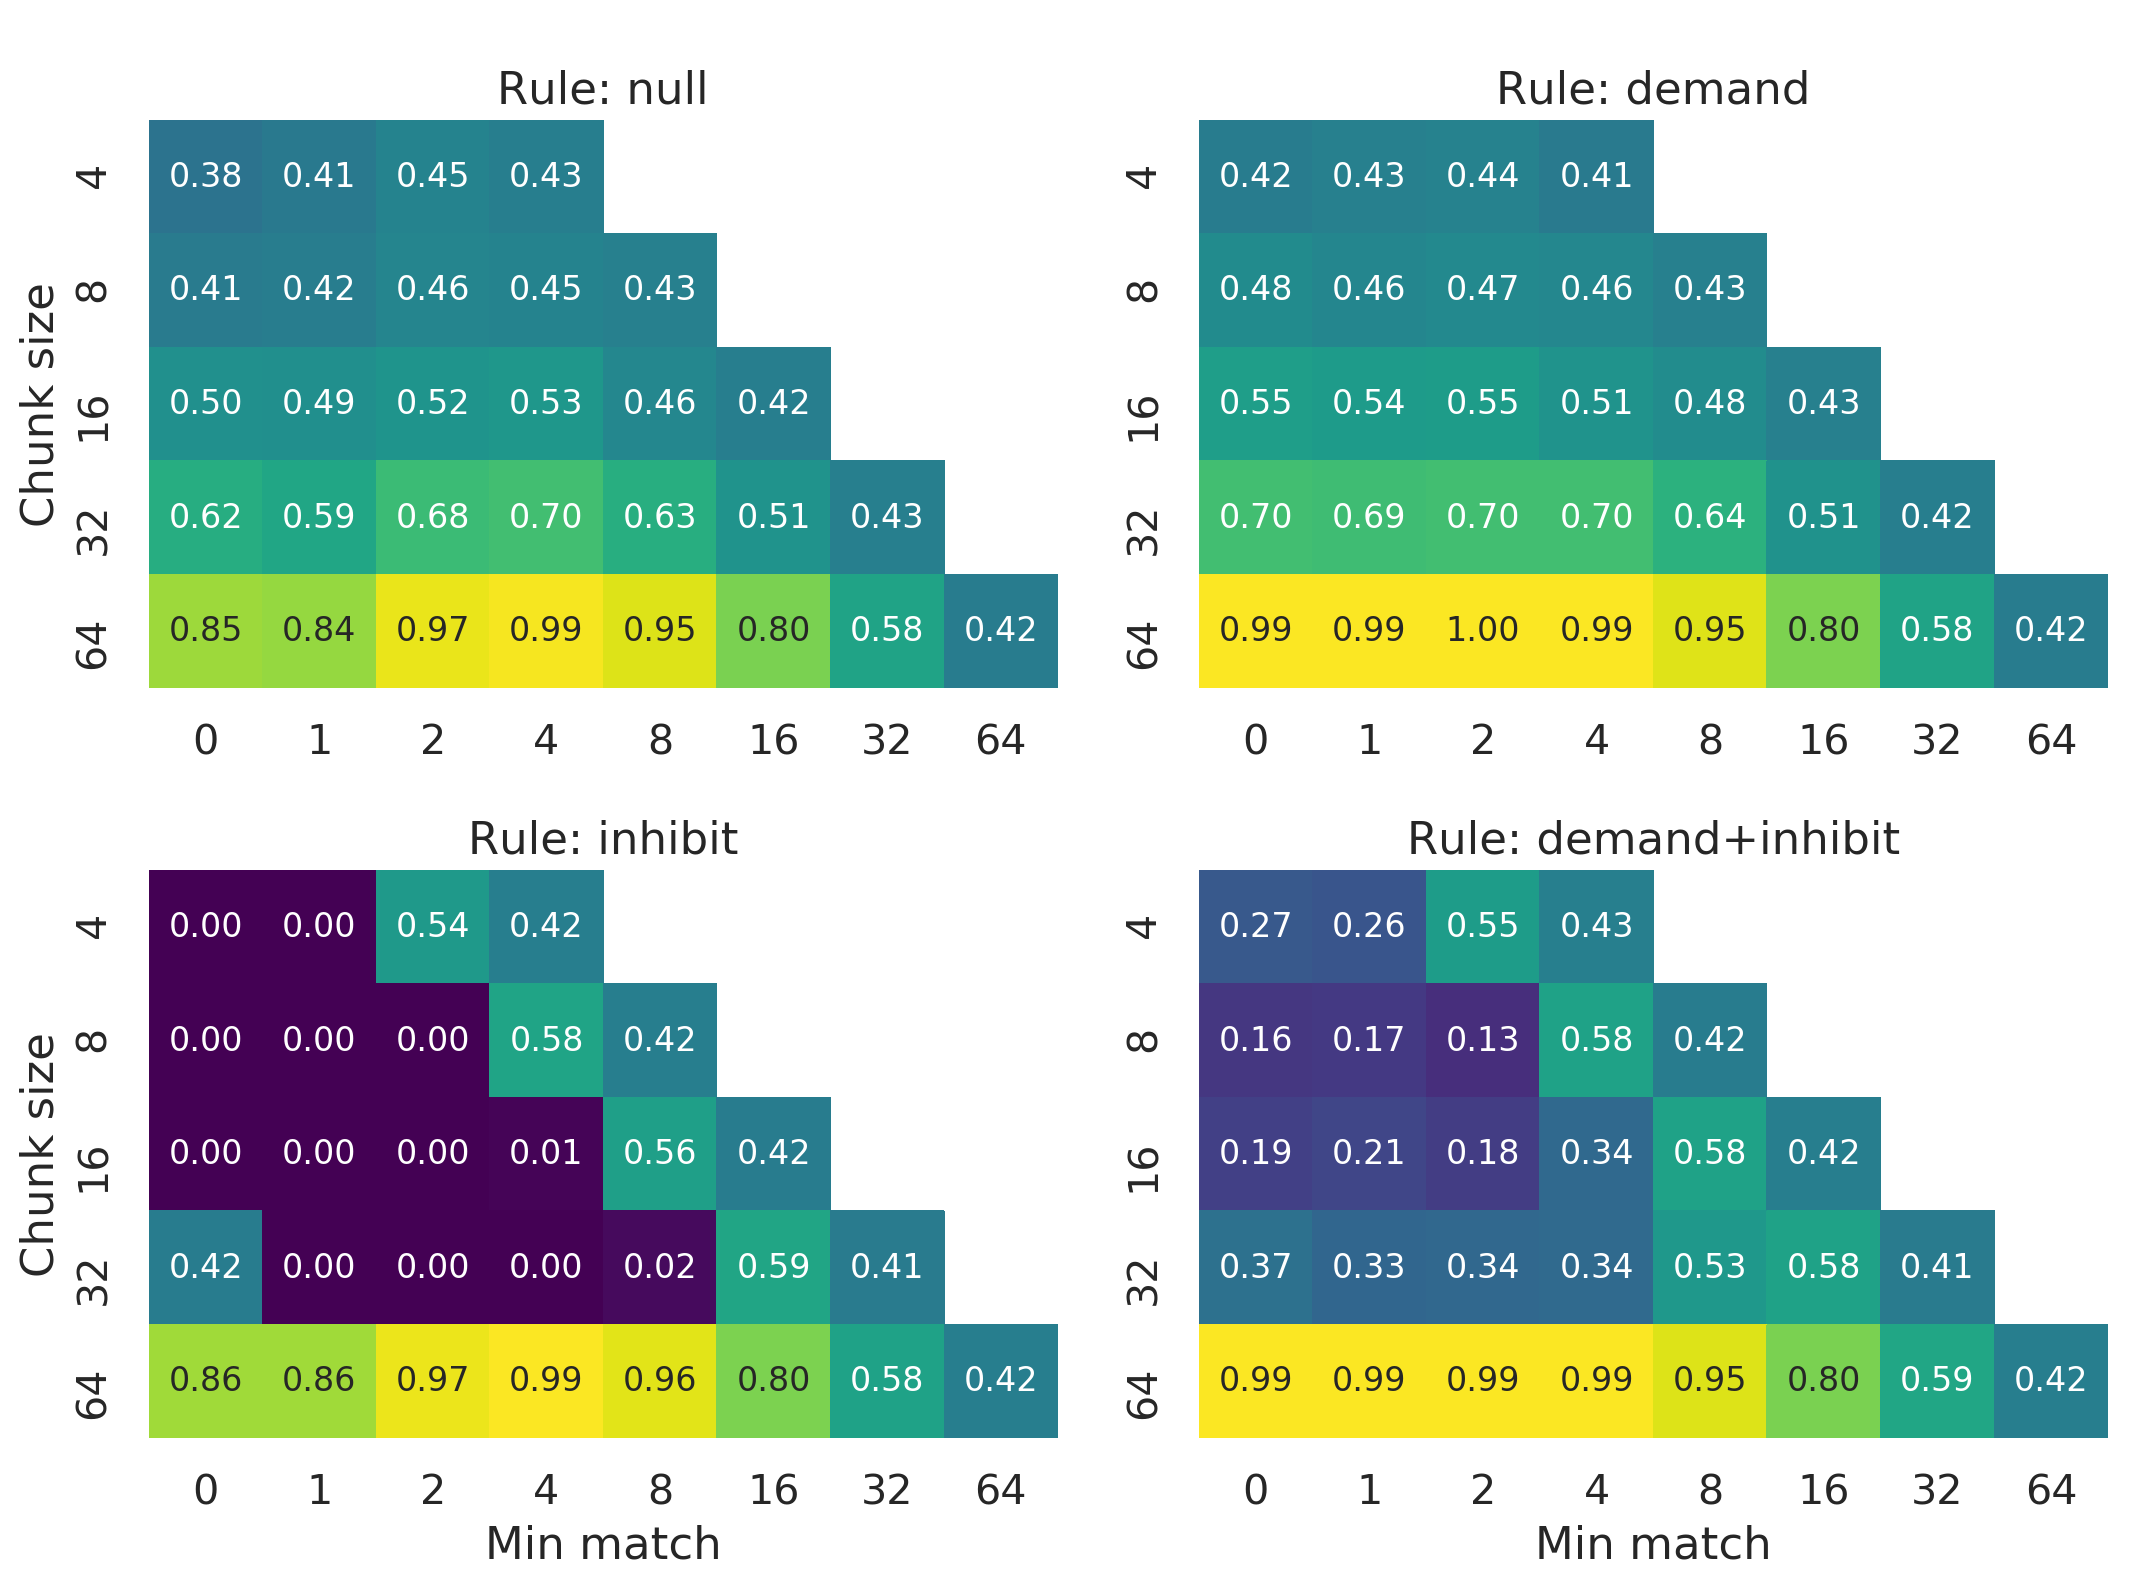 Rule: null
4 0.38 0.41 0.45 0.43
8 0.41 0.42 0.46 0.45 0.43
16 0.50 0.49 0.52 0.53 0.46 0.42
32 0.62 0.59 0.68 0.70 0.63 0.51 0.43
64 0.85 0.84 0.97 0.99 0.95 0.80 0.58 0.42
Chunk size
0 1 2 4 8 16 32 64
Rule: demand
4 0.42 0.43 0.44 0.41
8 0.48 0.46 0.47 0.46 0.43
16 0.55 0.54 0.55 0.51 0.48 0.43
32 0.70 0.69 0.70 0.70 0.64 0.51 0.42
64 0.99 0.99 1.00 0.99 0.95 0.80 0.58 0.42
0 1 2 4 8 16 32 64
Rule: inhibit
4 0.00 0.00 0.54 0.42
8 0.00 0.00 0.00 0.58 0.42
16 0.00 0.00 0.00 0.01 0.56 0.42
32 0.42 0.00 0.00 0.00 0.02 0.59 0.41
64 0.86 0.86 0.97 0.99 0.96 0.80 0.58 0.42
Chunk size
0 1 2 4 8 16 32 64
Min match
Rule: demand+inhibit
4 0.27 0.26 0.55 0.43
8 0.16 0.17 0.13 0.58 0.42
16 0.19 0.21 0.18 0.34 0.58 0.42
32 0.37 0.33 0.34 0.34 0.53 0.58 0.41
64 0.99 0.99 0.99 0.99 0.95 0.80 0.59 0.42
0 1 2 4 8 16 32 64
Min match